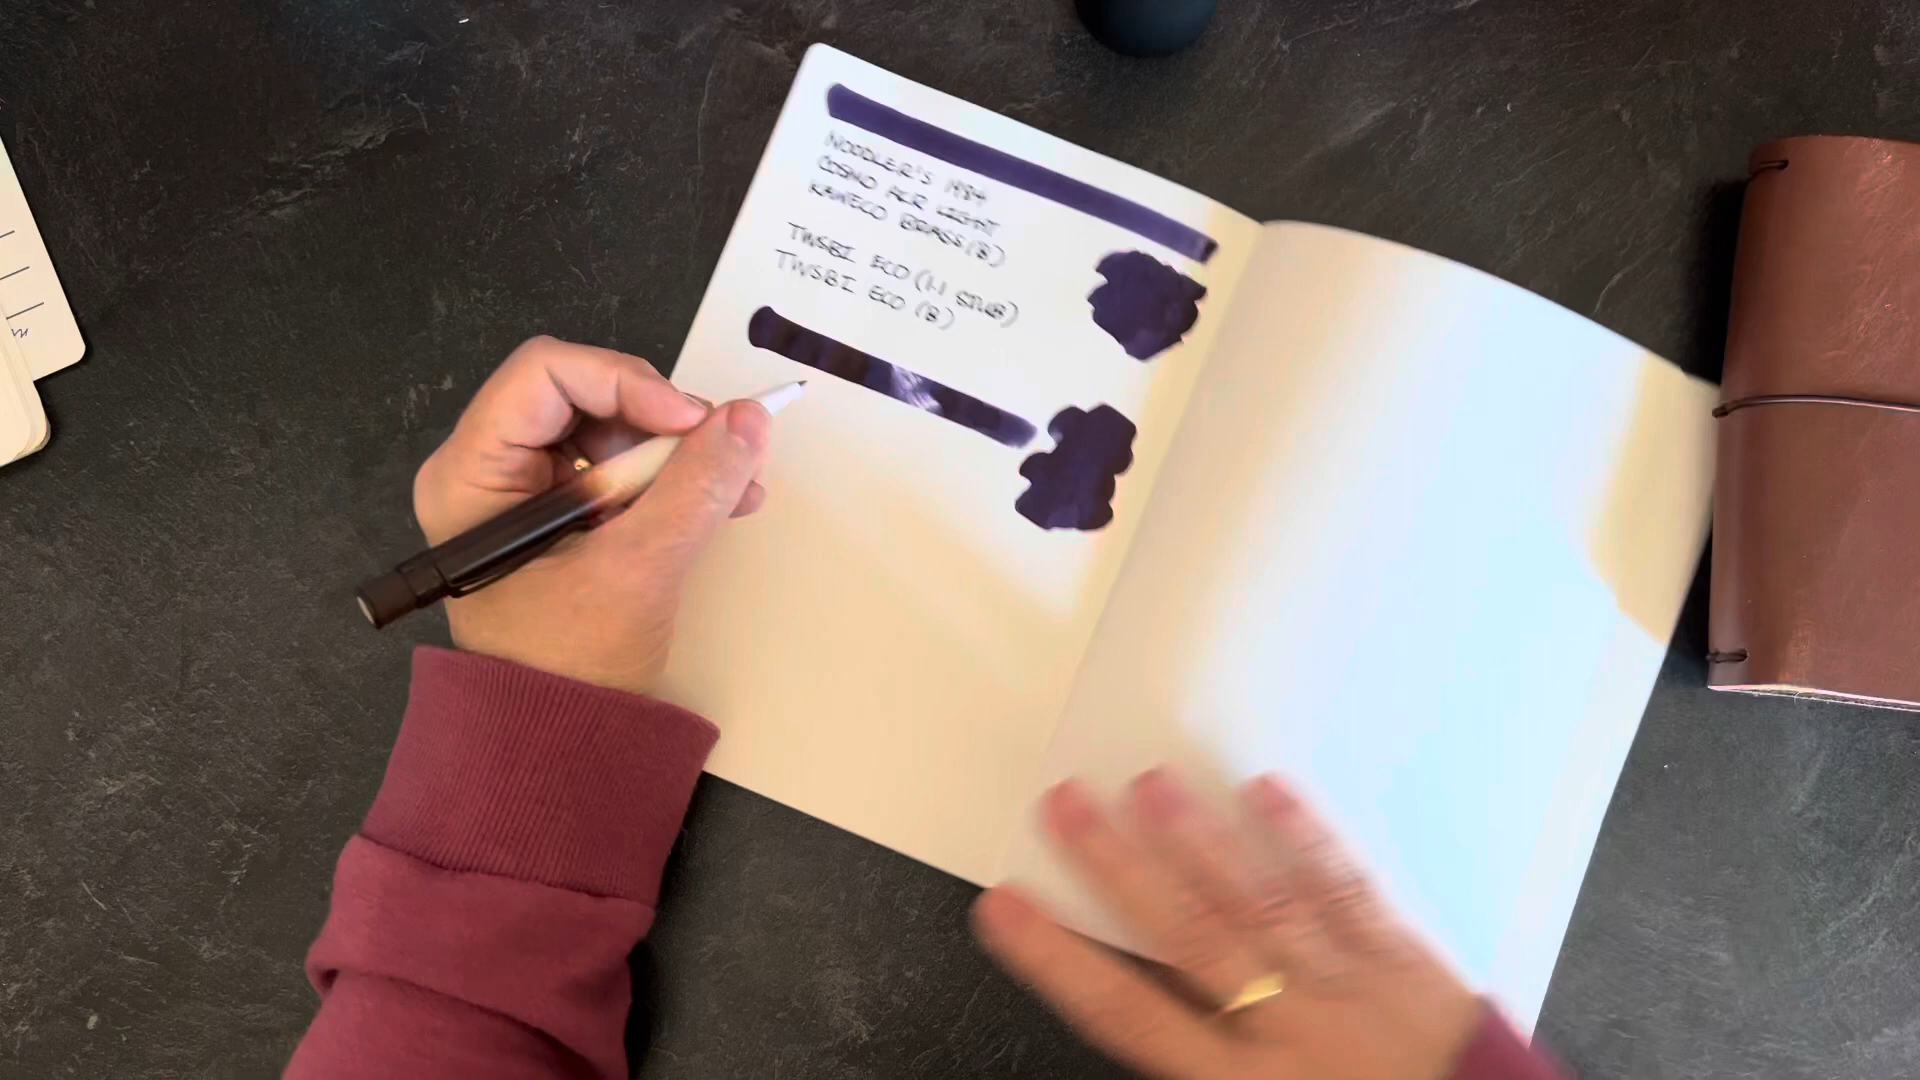 NOODLER'S 1984
COSMO AIR LIGHT
KAWECO BRASS (B)
TWSBI ECO (1.1 STUB)
TWSBI ECO (B)